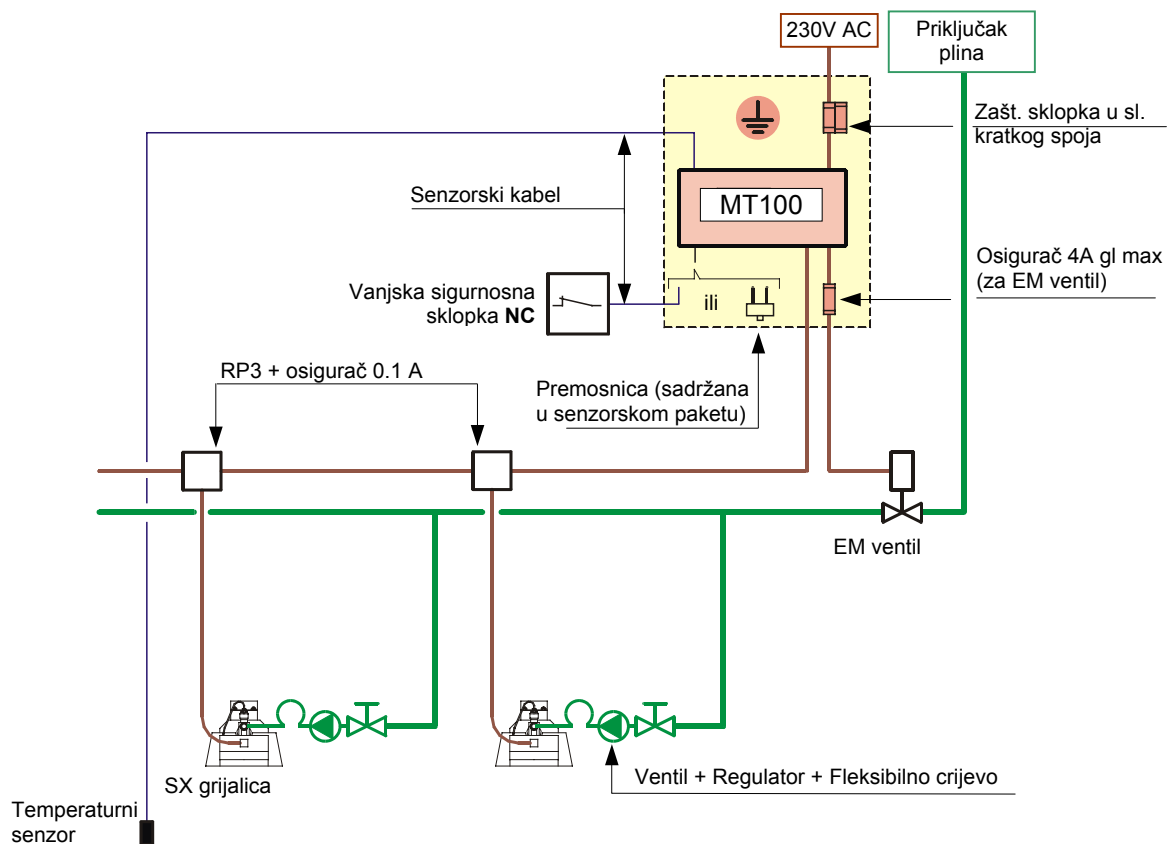 230V AC
Priključak
plina
Zašt. sklopka u sl.
kratkog spoja
Senzorski kabel
MT100
Osigurač 4A gl max
(za EM ventil)
Vanjska sigurnosna
sklopka NC
ili
RP3 + osigurač 0.1 A
Premosnica (sadržana
u senzorskom paketu)
EM ventil
SX grijalica
Ventil + Regulator + Fleksibilno crijevo
Temperaturni
senzor